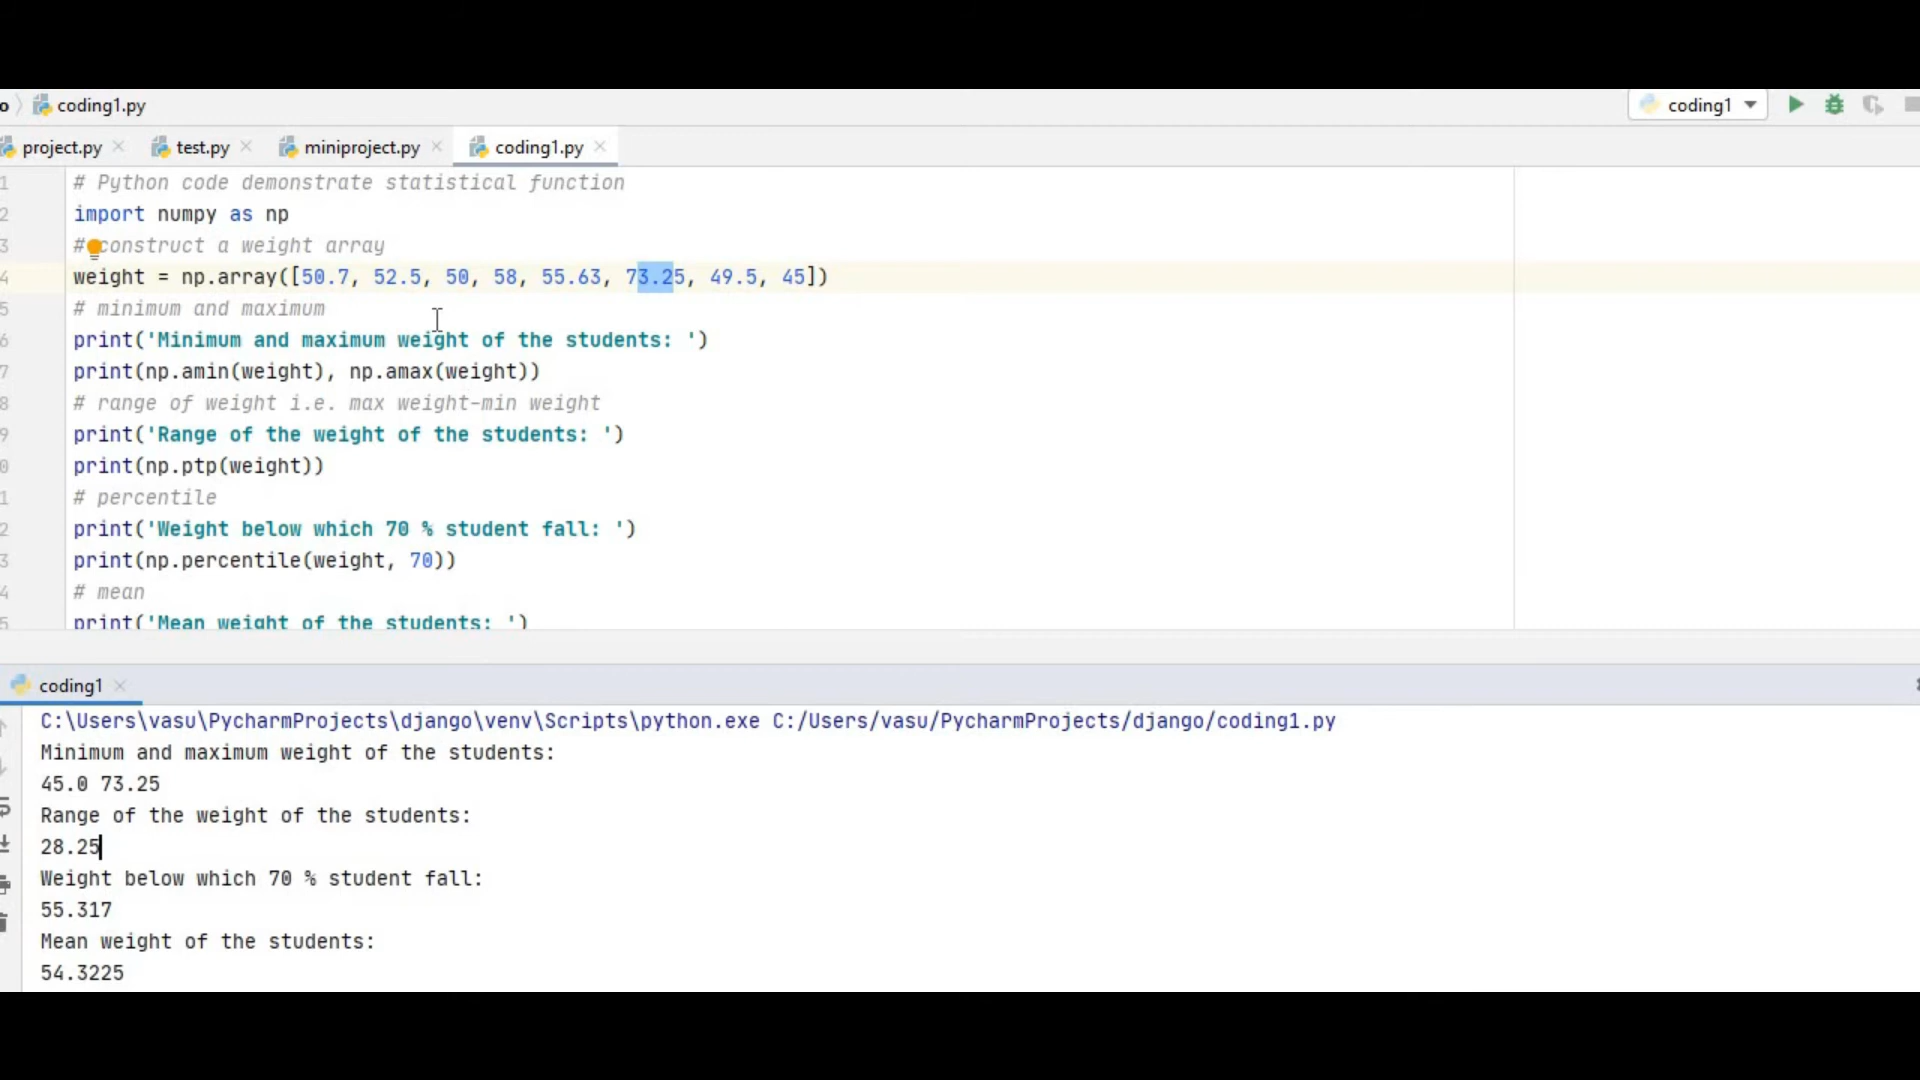 o coding1.py
coding1
project.py test.py miniproject.py coding1.py
1 # Python code demonstrate statistical function
2 import numpy as np
3 # construct a weight array
4 weight = np.array([50.7, 52.5, 50, 58, 55.63, 73.25, 49.5, 45])
5 # minimum and maximum
6 print('Minimum and maximum weight of the students: ')
7 print(np.amin(weight), np.amax(weight))
8 # range of weight i.e. max weight-min weight
9 print('Range of the weight of the students: ')
0 print(np.ptp(weight))
1 # percentile
2 print('Weight below which 70 % student fall: ')
3 print(np.percentile(weight, 70))
4 # mean
5 print('Mean weight of the students: ')
coding1
C:\Users\vasu\PycharmProjects\django\venv\Scripts\python.exe C:/Users/vasu/PycharmProjects/django/coding1.py
Minimum and maximum weight of the students:
45.0 73.25
Range of the weight of the students:
28.25
Weight below which 70 % student fall:
55.317
Mean weight of the students:
54.3225